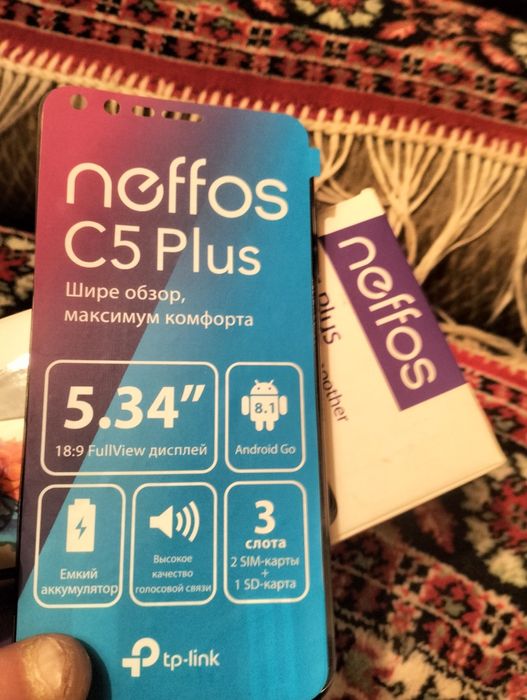 neffos
C5 Plus
Шире обзор,
максимум комфорта
5.34”
18:9 FullView дисплей
8.1
Android Go
Емкий
аккумулятор
Высокое
качество
голосовой связи
3
слота
2 SIM-карты
+
1 SD-карта
tp-link
neffos
plus